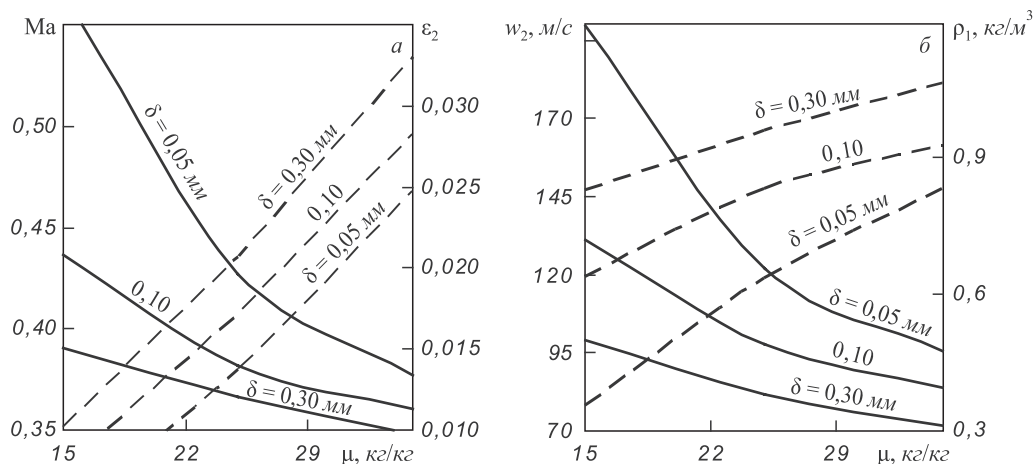 Ma
а
ε₂
0,50
0,45
0,40
0,35
0,030
0,025
0,020
0,015
0,010
δ = 0,05 мм
0,10
δ = 0,30 мм
δ = 0,30 мм
0,10
δ = 0,05 мм
15
22
29
μ, кг/кг
w₂, м/с
б
ρ₁, кг/м³
170
145
120
95
70
0,9
0,6
0,3
δ = 0,30 мм
0,10
δ = 0,05 мм
δ = 0,05 мм
0,10
δ = 0,30 мм
15
22
29
μ, кг/кг